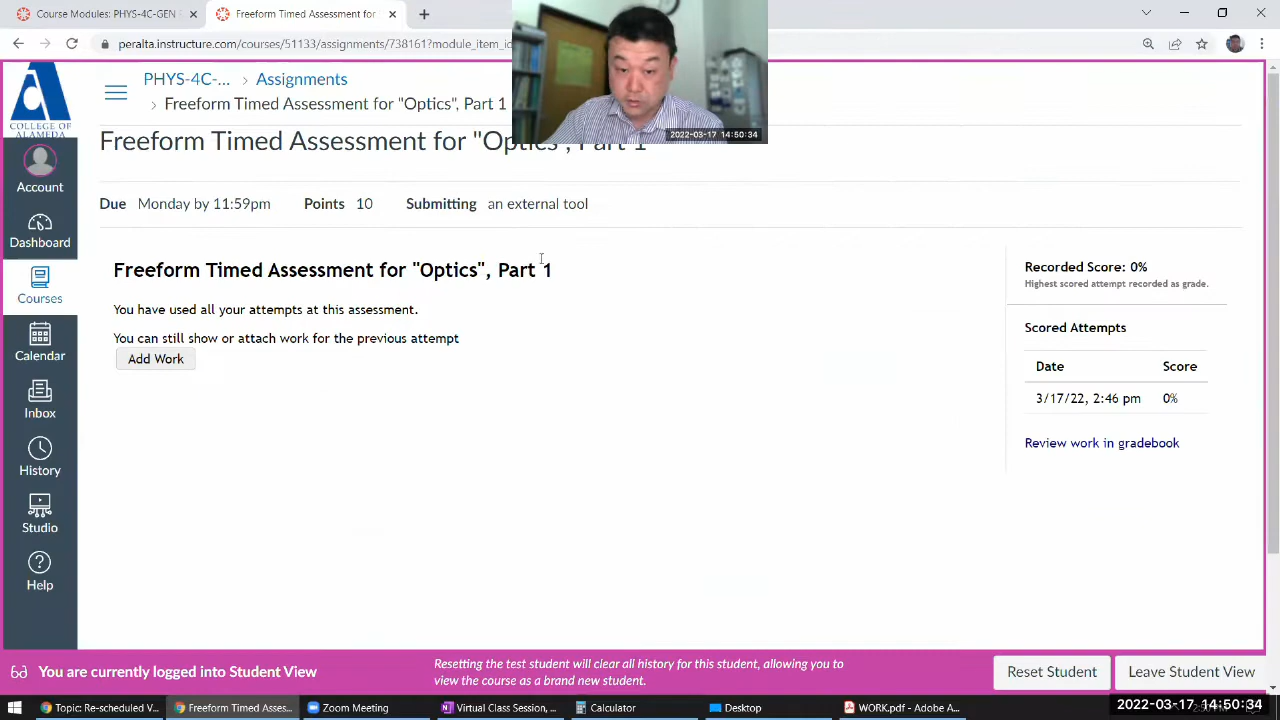 Course Modules: PHYS-4C-GEN
Freeform Timed Assessment for
peralta.instructure.com/courses/51133/assignments/738161?module_item_i
2022-03-17 14:50:34
COLLEGE OF
ALAMEDA
PHYS-4C-... > Assignments
> Freeform Timed Assessment for "Optics", Part 1
Freeform Timed Assessment for "Optics", Part 1
Account
Dashboard
Courses
Calendar
Inbox
History
Studio
Help
Due Monday by 11:59pm Points 10 Submitting an external tool
Freeform Timed Assessment for "Optics", Part 1
You have used all your attempts at this assessment.
You can still show or attach work for the previous attempt
Add Work
Recorded Score: 0%
Highest scored attempt recorded as grade.
Scored Attempts
Date Score
3/17/22, 2:46 pm 0%
Review work in gradebook
You are currently logged into Student View
Resetting the test student will clear all history for this student, allowing you to
view the course as a brand new student.
Reset Student
Leave Student View
Topic: Re-scheduled V...
Freeform Timed Asses...
Zoom Meeting
Virtual Class Session, ...
Calculator
Desktop
WORK.pdf - Adobe A...
2022-03-17 14:50:34